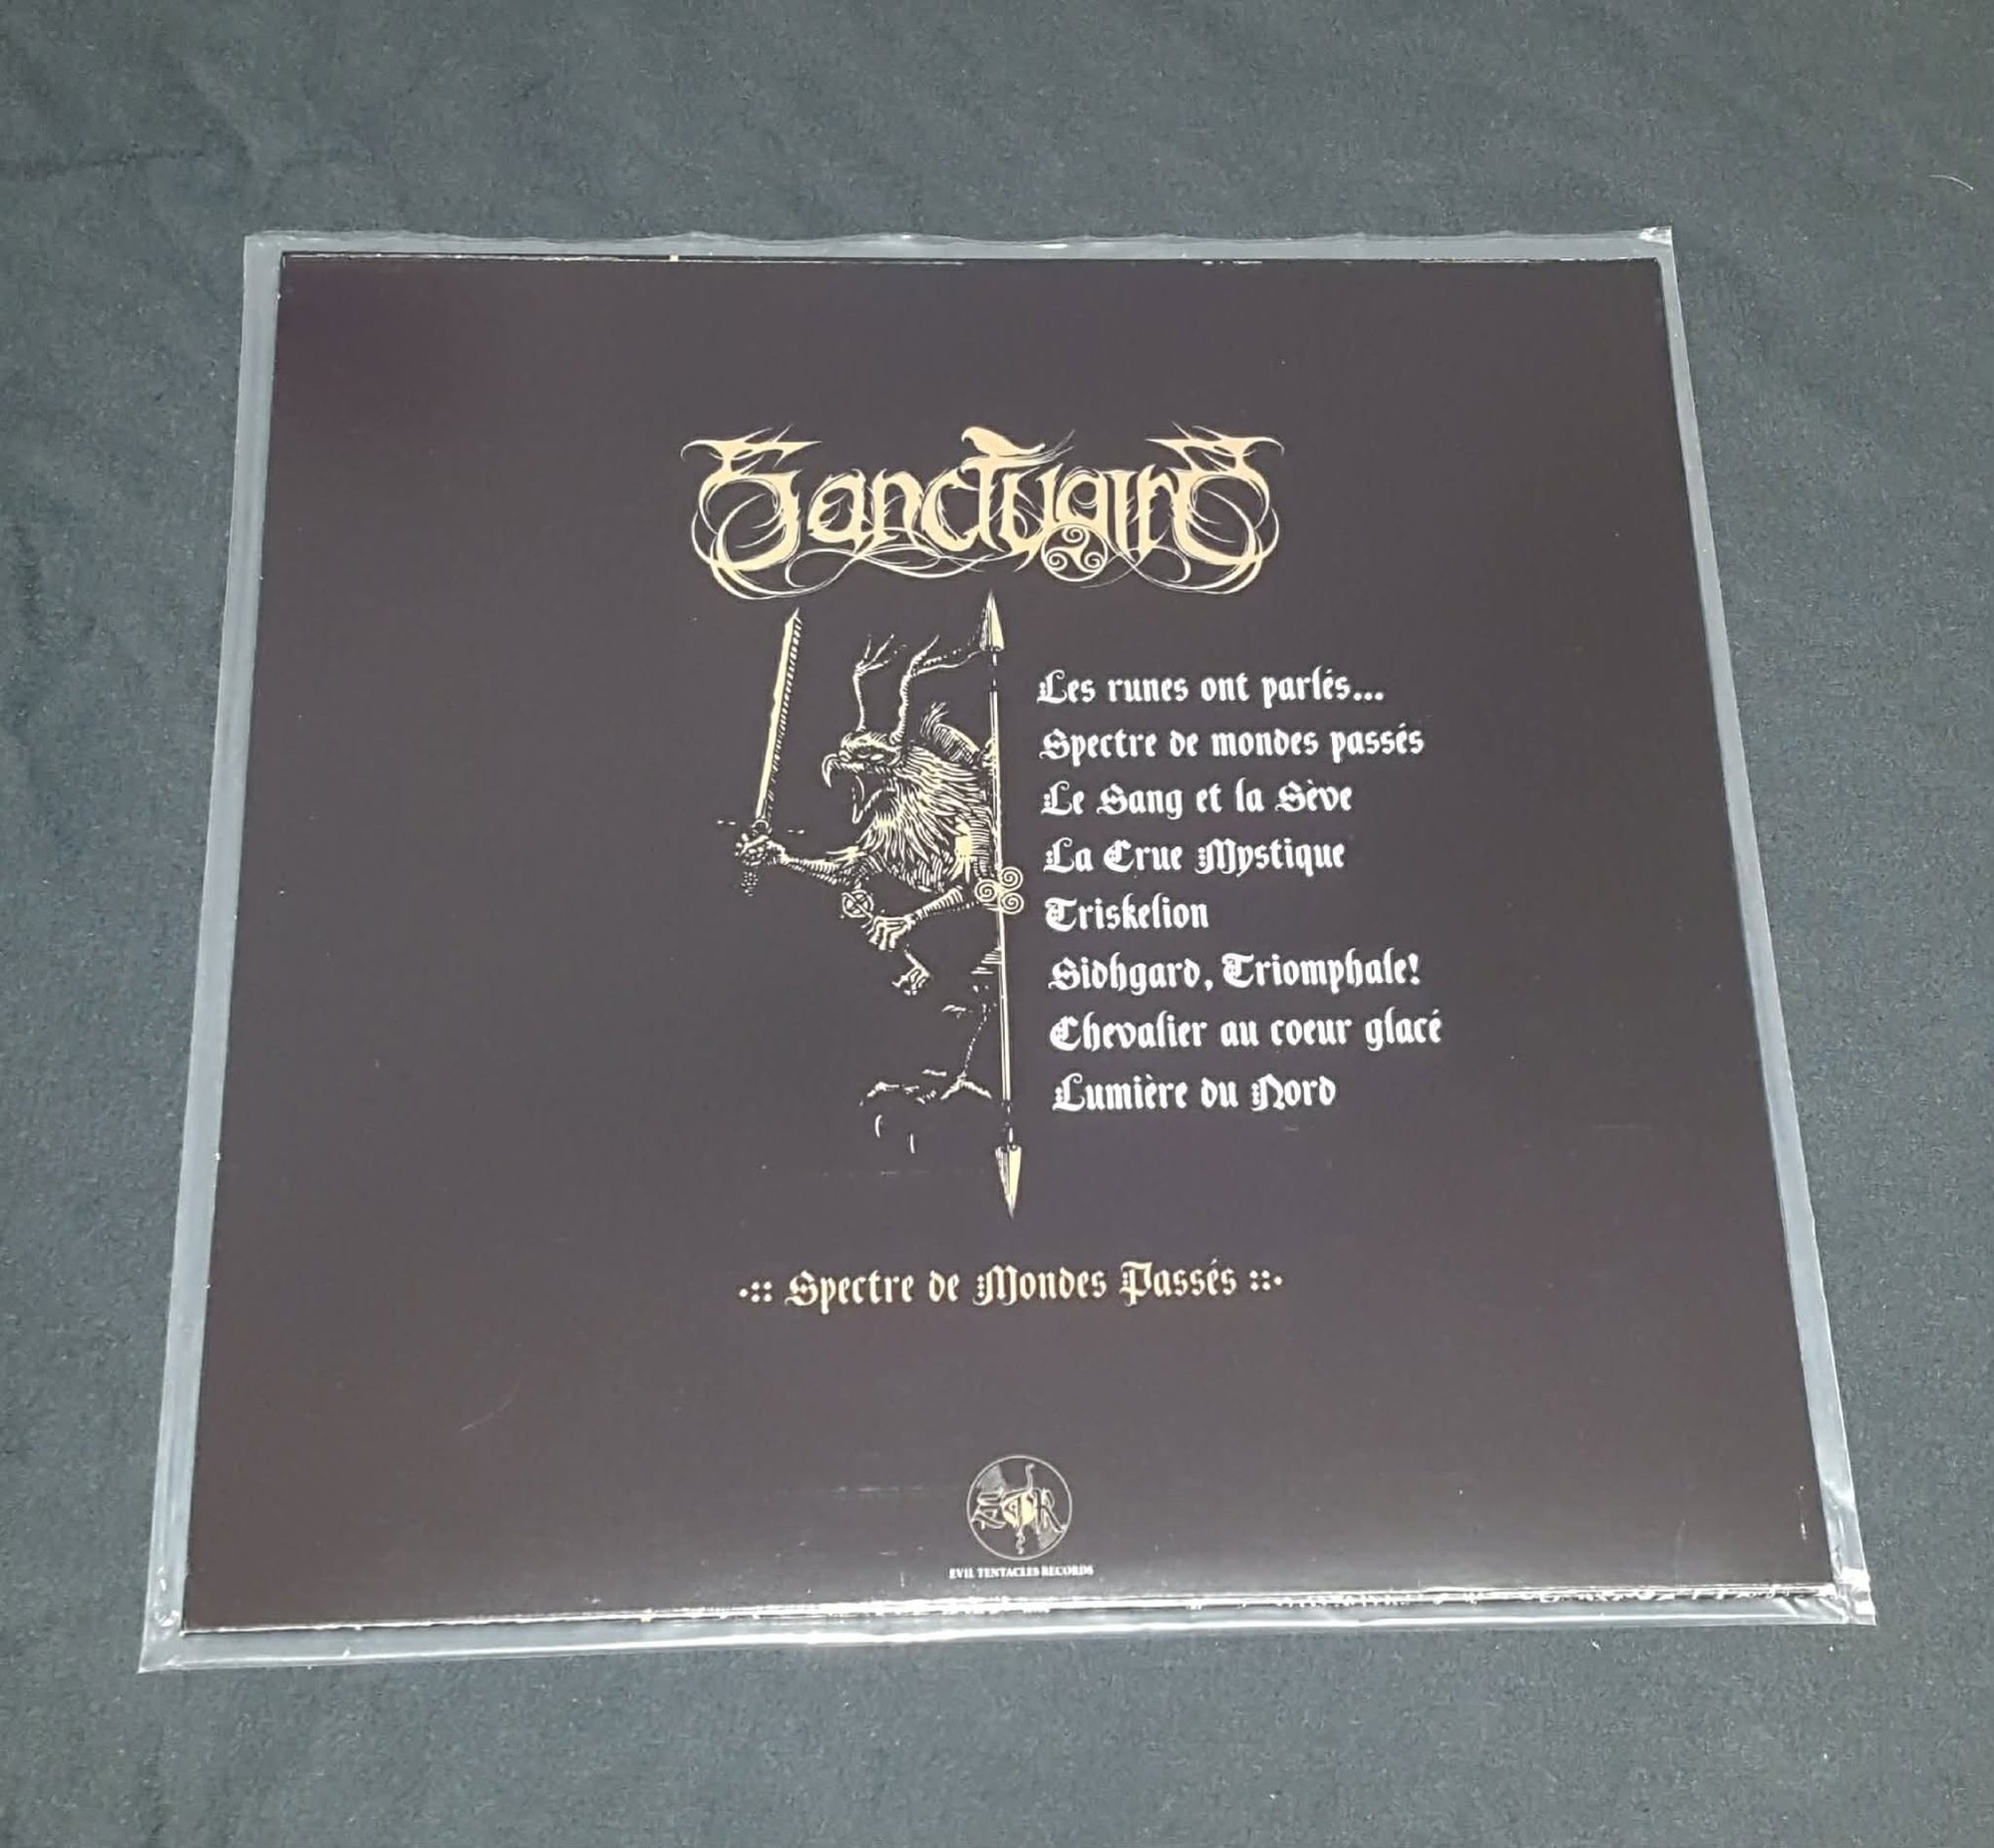 Sanctuaire
Les runes ont parlés...
Spectre de mondes passés
Le Sang et la Sève
La Crue Mystique
Triskelion
Sidhgard, Triomphale!
Chevalier au coeur glacé
Lumière du Nord
·:: Spectre de Mondes Passés ::·
EVIL TENTACLES RECORDS